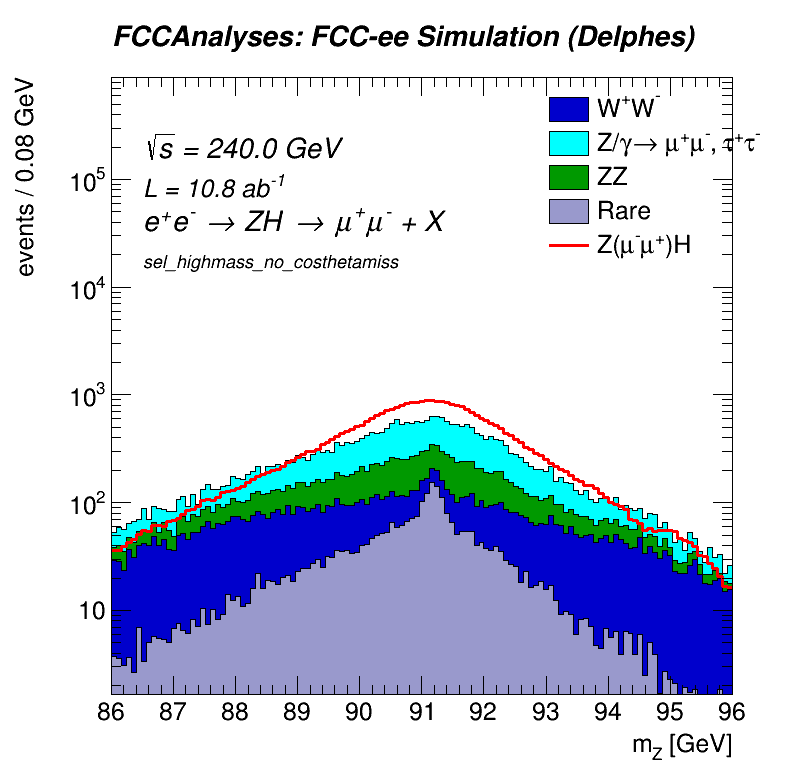 FCCAnalyses: FCC-ee Simulation (Delphes)
events / 0.08 GeV
√s = 240.0 GeV
L = 10.8 ab⁻¹
e⁺e⁻ → ZH → μ⁺μ⁻ + X
sel_highmass_no_costhetamiss
W⁺W⁻
Z/γ→ μ⁺μ⁻, τ⁺τ⁻
ZZ
Rare
Z(μ⁻μ⁺)H
10⁵
10⁴
10³
10²
10
86 87 88 89 90 91 92 93 94 95 96
m_Z [GeV]